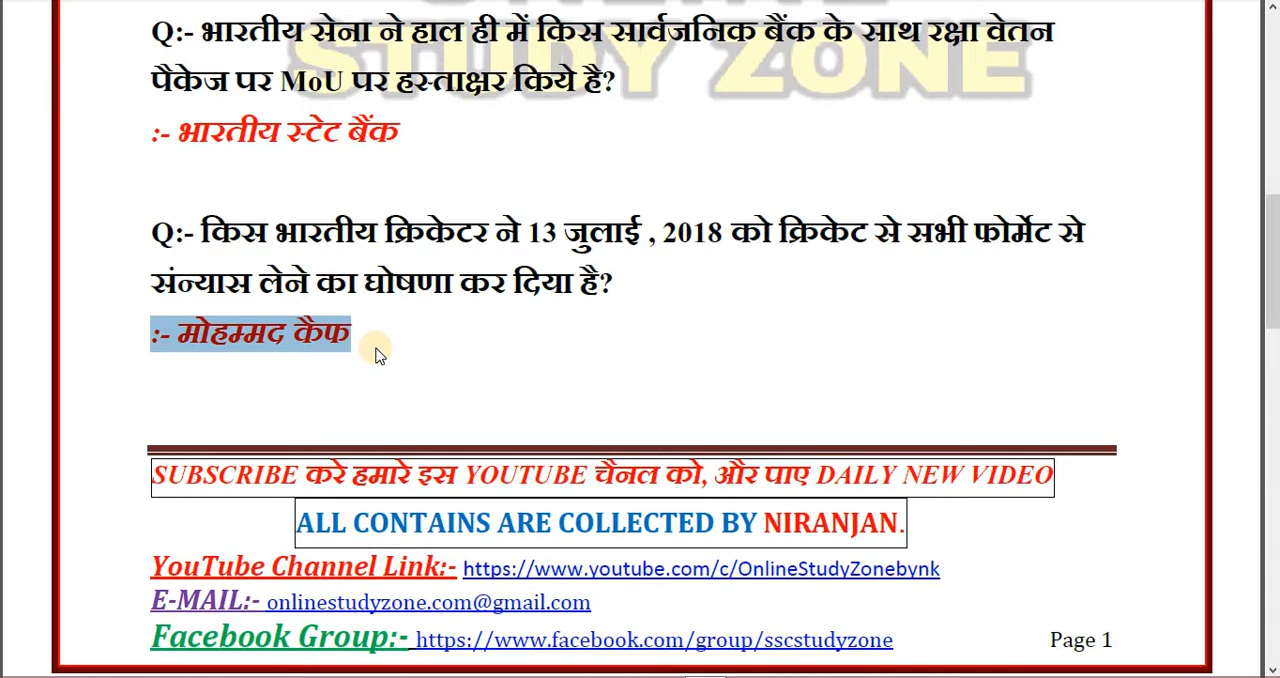 Q:- भारतीय सेना ने हाल ही में किस सार्वजनिक बैंक के साथ रक्षा वेतन
पैकेज पर MoU पर हस्ताक्षर किये है?
:- भारतीय स्टेट बैंक
STUDY ZONE
Q:- किस भारतीय क्रिकेटर ने 13 जुलाई , 2018 को क्रिकेट से सभी फोर्मेट से
संन्यास लेने का घोषणा कर दिया है?
:- मोहम्मद कैफ
SUBSCRIBE करे हमारे इस YOUTUBE चैनल को, और पाए DAILY NEW VIDEO
ALL CONTAINS ARE COLLECTED BY NIRANJAN.
YouTube Channel Link:- https://www.youtube.com/c/OnlineStudyZonebynk
E-MAIL:- onlinestudyzone.com@gmail.com
Facebook Group:- https://www.facebook.com/group/sscstudyzone
Page 1